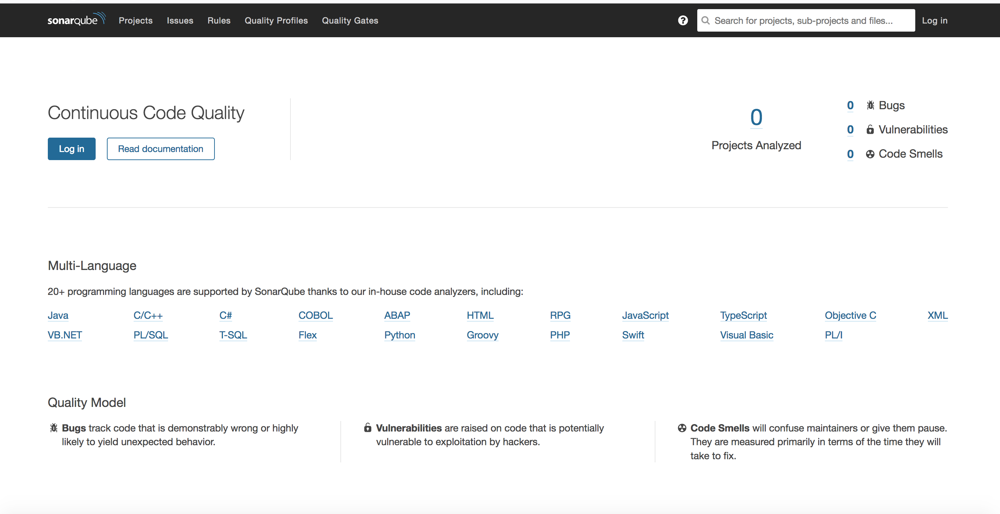 sonarqube Projects Issues Rules Quality Profiles Quality Gates ? Search for projects, sub-projects and files... Log in
Continuous Code Quality
Log in Read documentation
0
Projects Analyzed
0 Bugs
0 Vulnerabilities
0 Code Smells
Multi-Language
20+ programming languages are supported by SonarQube thanks to our in-house code analyzers, including:
Java C/C++ C# COBOL ABAP HTML RPG JavaScript TypeScript Objective C XML
VB.NET PL/SQL T-SQL Flex Python Groovy PHP Swift Visual Basic PL/I
Quality Model
Bugs track code that is demonstrably wrong or highly
likely to yield unexpected behavior.
Vulnerabilities are raised on code that is potentially
vulnerable to exploitation by hackers.
Code Smells will confuse maintainers or give them pause.
They are measured primarily in terms of the time they will
take to fix.